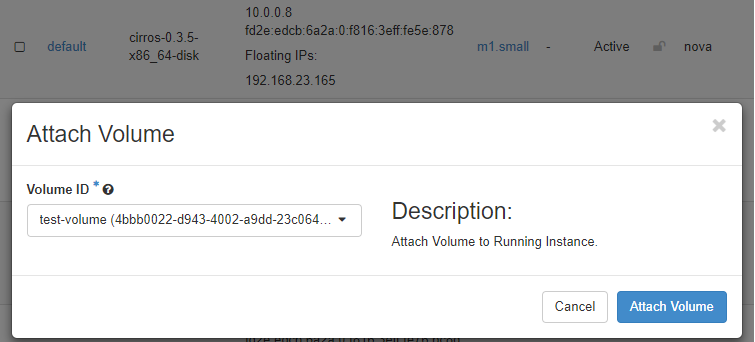 10.0.0.8
fd2e:edcb:6a2a:0:f816:3eff:fe5e:878
default cirros-0.3.5-x86_64-disk m1.small - Active nova
Floating IPs:
192.168.23.165
Attach Volume
Volume ID *
test-volume (4bbb0022-d943-4002-a9dd-23c064...
Description:
Attach Volume to Running Instance.
Cancel Attach Volume